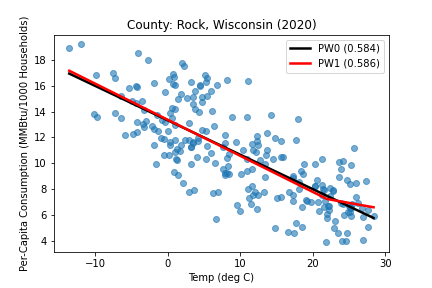 County: Rock, Wisconsin (2020)
PW0 (0.584)
PW1 (0.586)
Per-Capita Consumption (MMBtu/1000 Households)
18
16
14
12
10
8
6
4
−10
0
10
20
30
Temp (deg C)